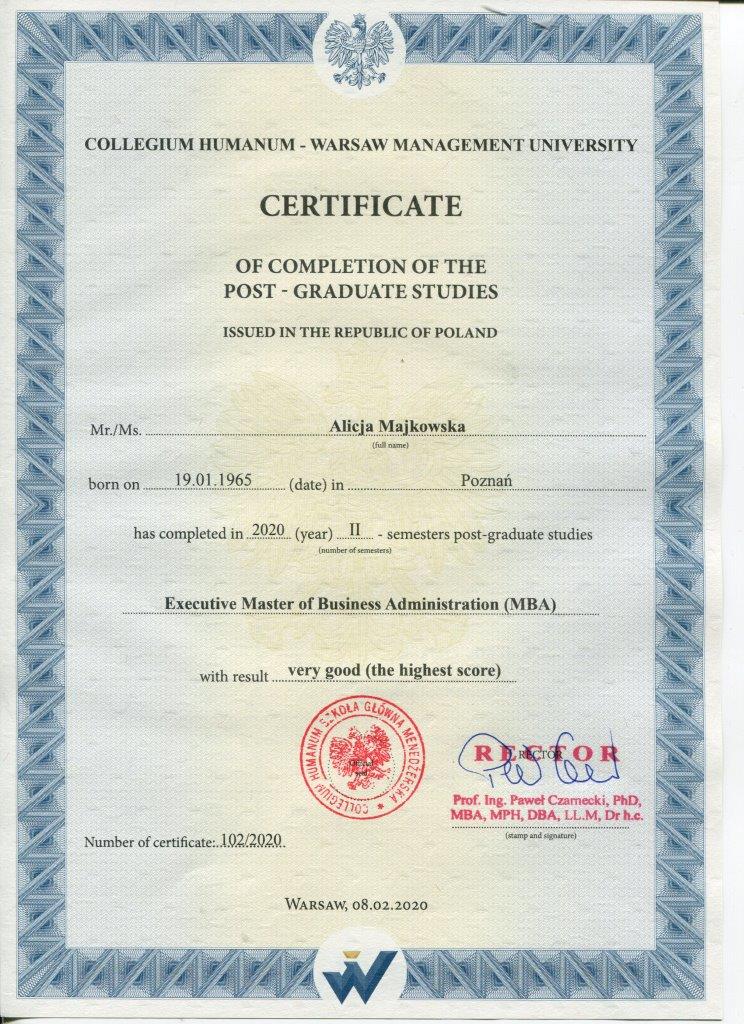 COLLEGIUM HUMANUM - WARSAW MANAGEMENT UNIVERSITY
CERTIFICATE
OF COMPLETION OF THE
POST - GRADUATE STUDIES
ISSUED IN THE REPUBLIC OF POLAND
Mr./Ms. Alicja Majkowska
(full name)
born on 19.01.1965 (date) in Poznań
has completed in 2020 (year) II - semesters post-graduate studies
(number of semesters)
Executive Master of Business Administration (MBA)
with result very good (the highest score)
COLLEGIUM HUMANUM SZKOŁA GŁÓWNA MENEDŻERSKA *
Official
seal
RECTOR
RECTOR
Prof. Ing. Paweł Czarnecki, PhD,
MBA, MPH, DBA, LL.M, Dr h.c.
(stamp and signature)
Number of certificate: 102/2020
WARSAW, 08.02.2020